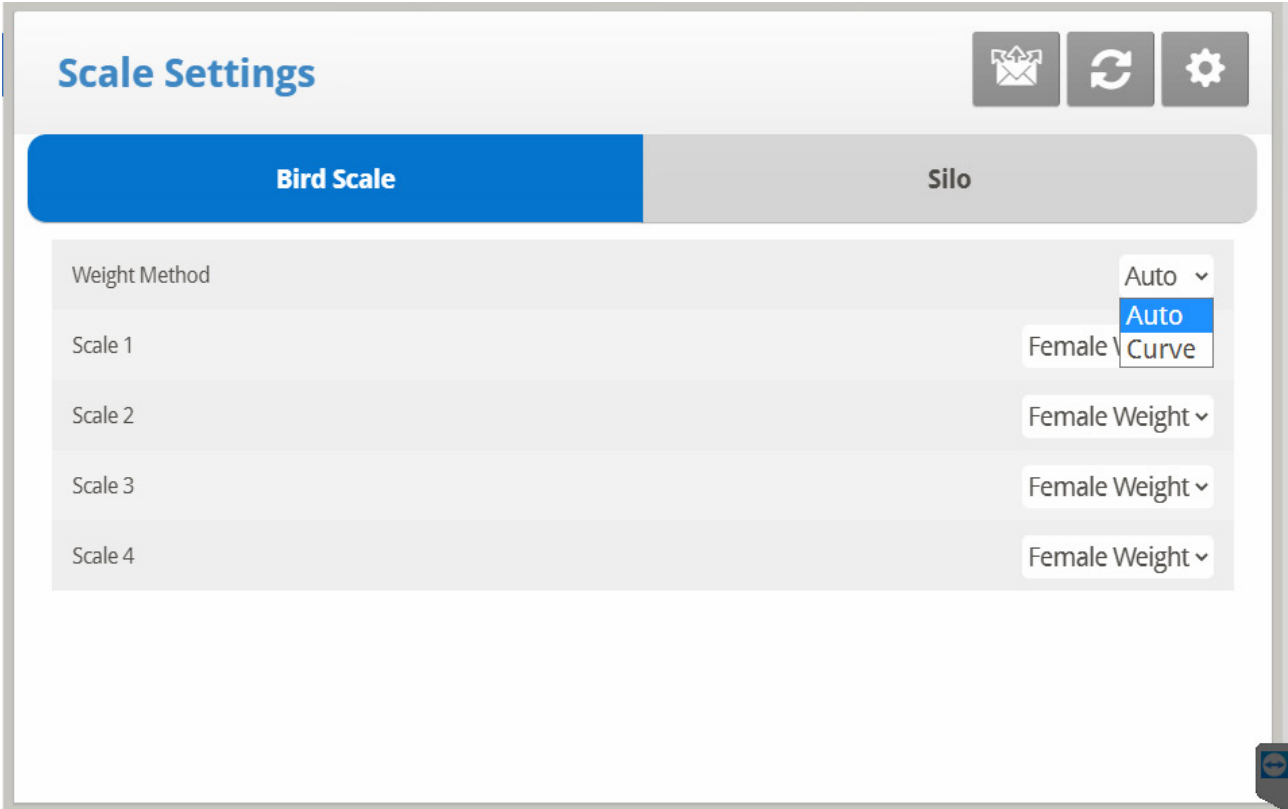 Scale Settings
Bird Scale
Silo
Weight Method
Auto
Auto
Curve
Scale 1
Female
Scale 2
Female Weight
Scale 3
Female Weight
Scale 4
Female Weight